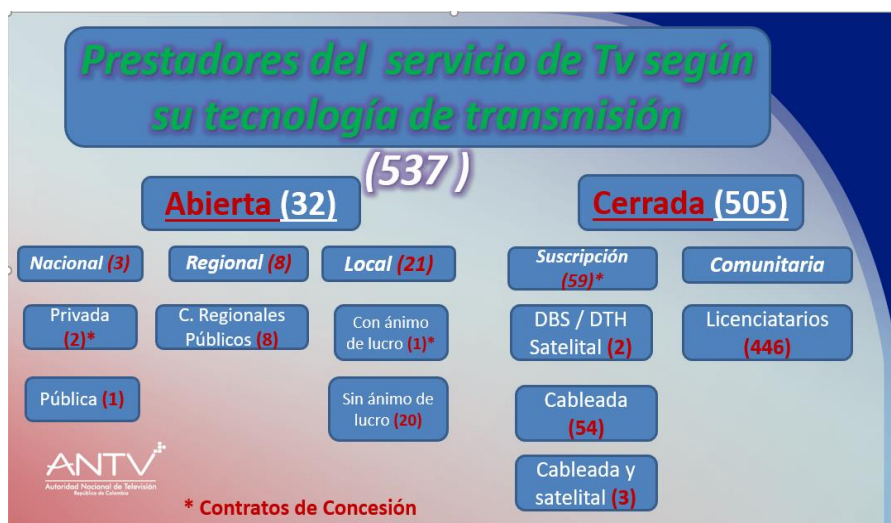 Prestadores del servicio de Tv según
su tecnología de transmisión
(537 )
Abierta (32)
Cerrada (505)
Nacional (3)
Regional (8)
Local (21)
Suscripción
(59)*
Comunitaria
Privada
(2)*
C. Regionales
Públicos (8)
Con ánimo
de lucro (1)*
DBS / DTH
Satelital (2)
Licenciatarios
(446)
Pública (1)
Sin ánimo de
lucro (20)
Cableada
(54)
Cableada y
satelital (3)
ANTV
Autoridad Nacional de Televisión
República de Colombia
* Contratos de Concesión